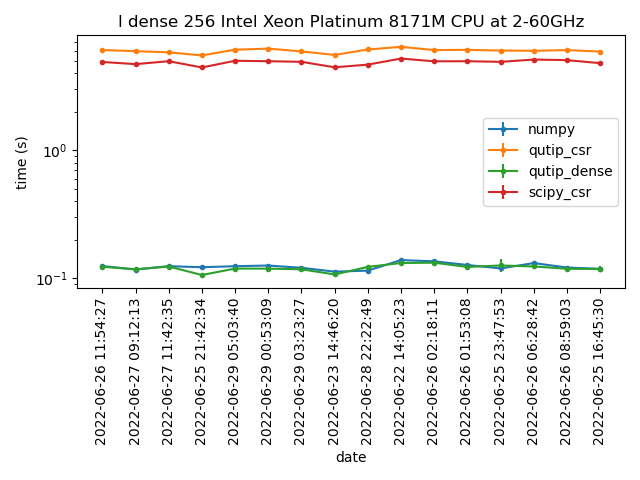 l dense 256 Intel Xeon Platinum 8171M CPU at 2-60GHz
time (s)
10⁰
10⁻¹
numpy
qutip_csr
qutip_dense
scipy_csr
2022-06-26 11:54:27
2022-06-27 09:12:13
2022-06-27 11:42:35
2022-06-25 21:42:34
2022-06-29 05:03:40
2022-06-29 00:53:09
2022-06-29 03:23:27
2022-06-23 14:46:20
2022-06-28 22:22:49
2022-06-22 14:05:23
2022-06-26 02:18:11
2022-06-26 01:53:08
2022-06-25 23:47:53
2022-06-26 06:28:42
2022-06-26 08:59:03
2022-06-25 16:45:30
date